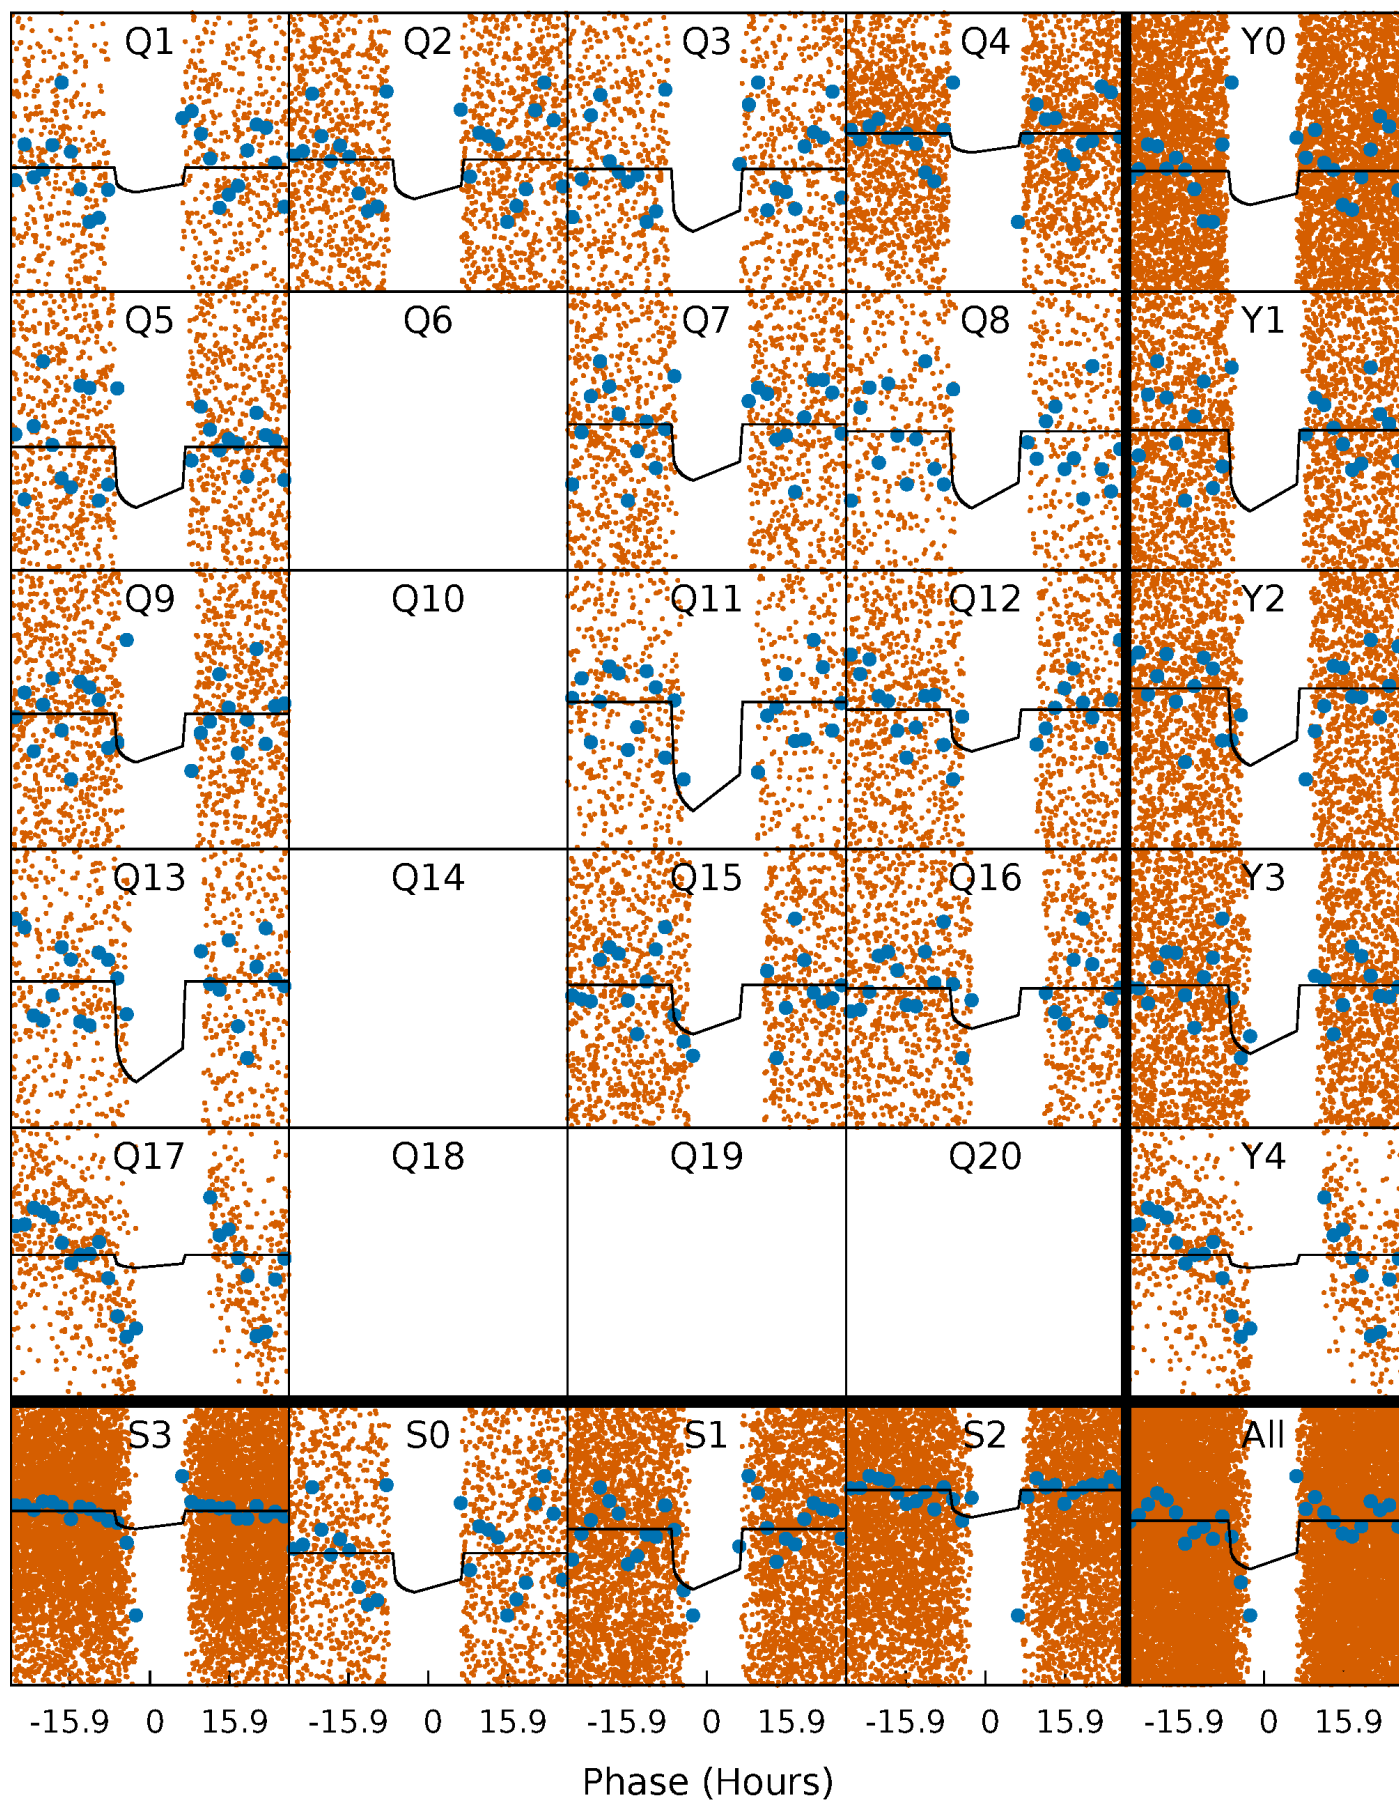 Q1 Q2 Q3 Q4 Y0
Q5 Q6 Q7 Q8 Y1
Q9 Q10 Q11 Q12 Y2
Q13 Q14 Q15 Q16 Y3
Q17 Q18 Q19 Q20 Y4
S3 S0 S1 S2 All
-15.9 0 15.9 -15.9 0 15.9 -15.9 0 15.9 -15.9 0 15.9 -15.9 0 15.9
Phase (Hours)